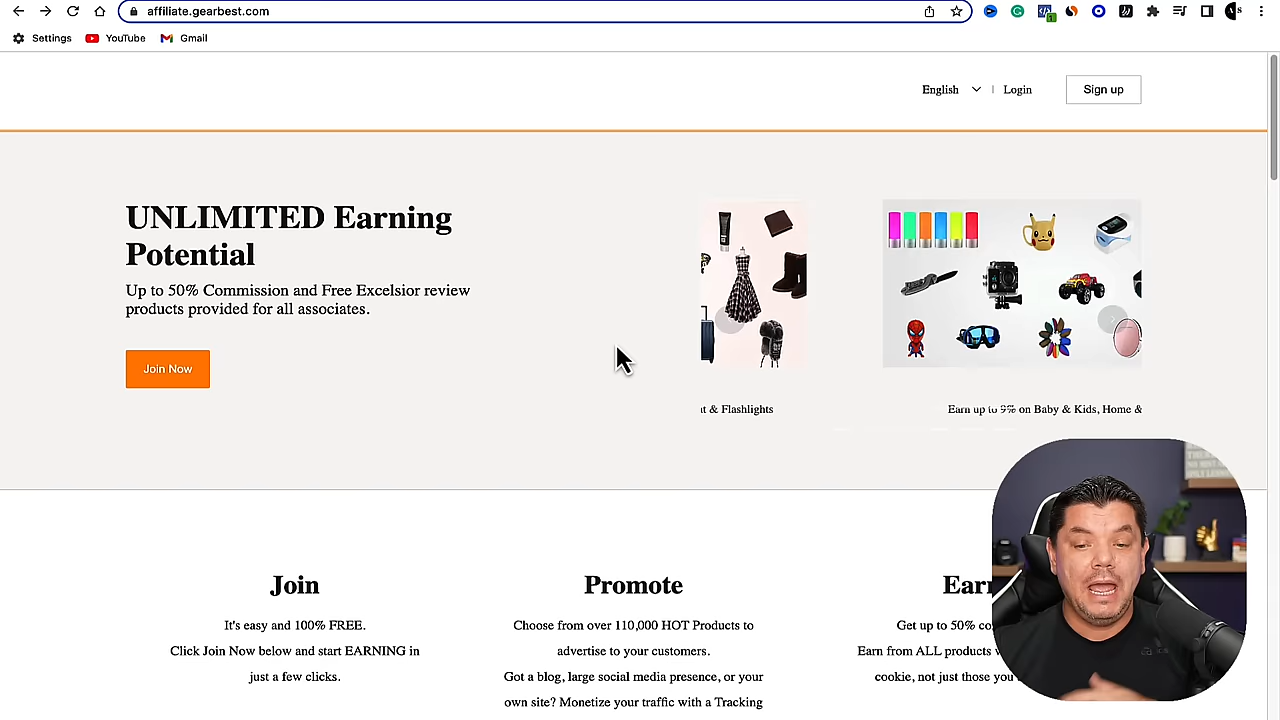 affiliate.gearbest.com
Settings
YouTube
Gmail
English
Login
Sign up
UNLIMITED Earning
Potential
Up to 50% Commission and Free Excelsior review
products provided for all associates.
Join Now
& Flashlights
Earn up to 9% on Baby & Kids, Home &
Join
It's easy and 100% FREE.
Click Join Now below and start EARNING in
just a few clicks.
Promote
Choose from over 110,000 HOT Products to
advertise to your customers.
Got a blog, large social media presence, or your
own site? Monetize your traffic with a Tracking
Ear
Get up to 50% co
Earn from ALL products
cookie, not just those you